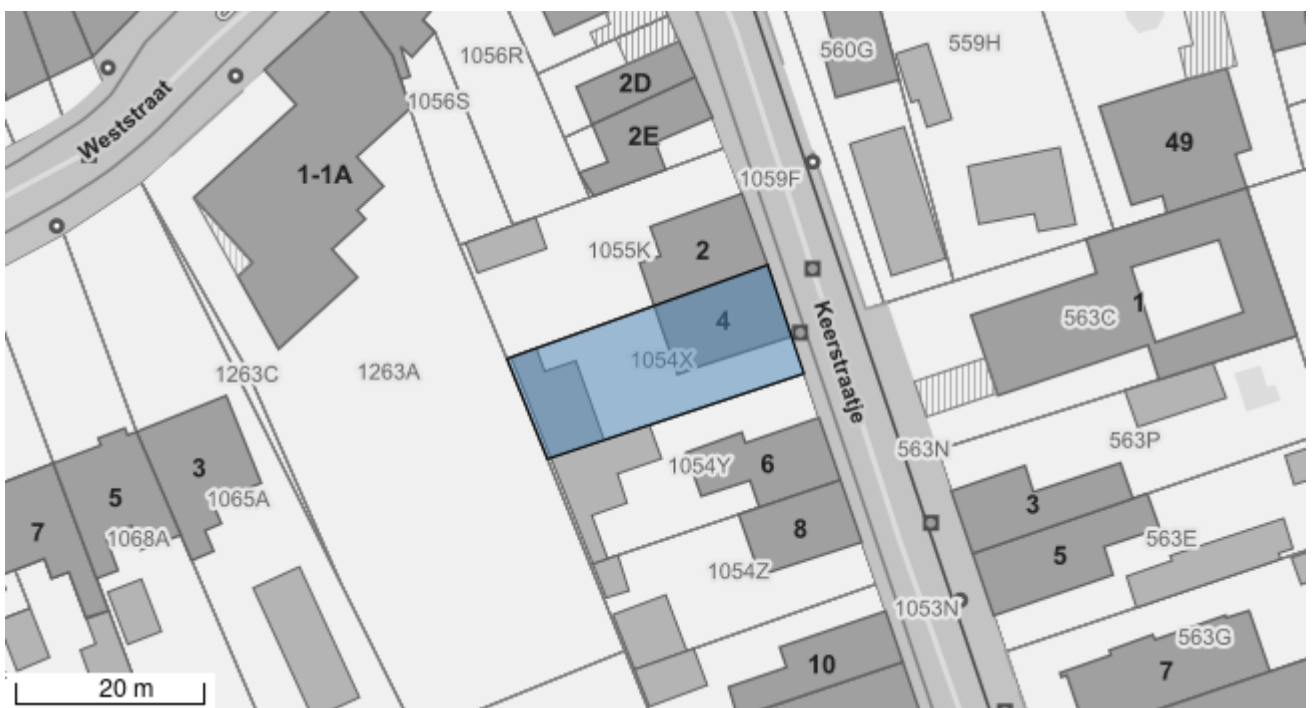 1056R
559H
560G
2D
1056S
Weststraat
2E
49
1-1A
1059F
1055K
2
1
563C
4
Keerstraatje
1054X
1263C
1263A
563P
563N
3
6
1054Y
5
1065A
3
7
1068A
8
5
563E
1054Z
1053N
563G
10
7
20 m